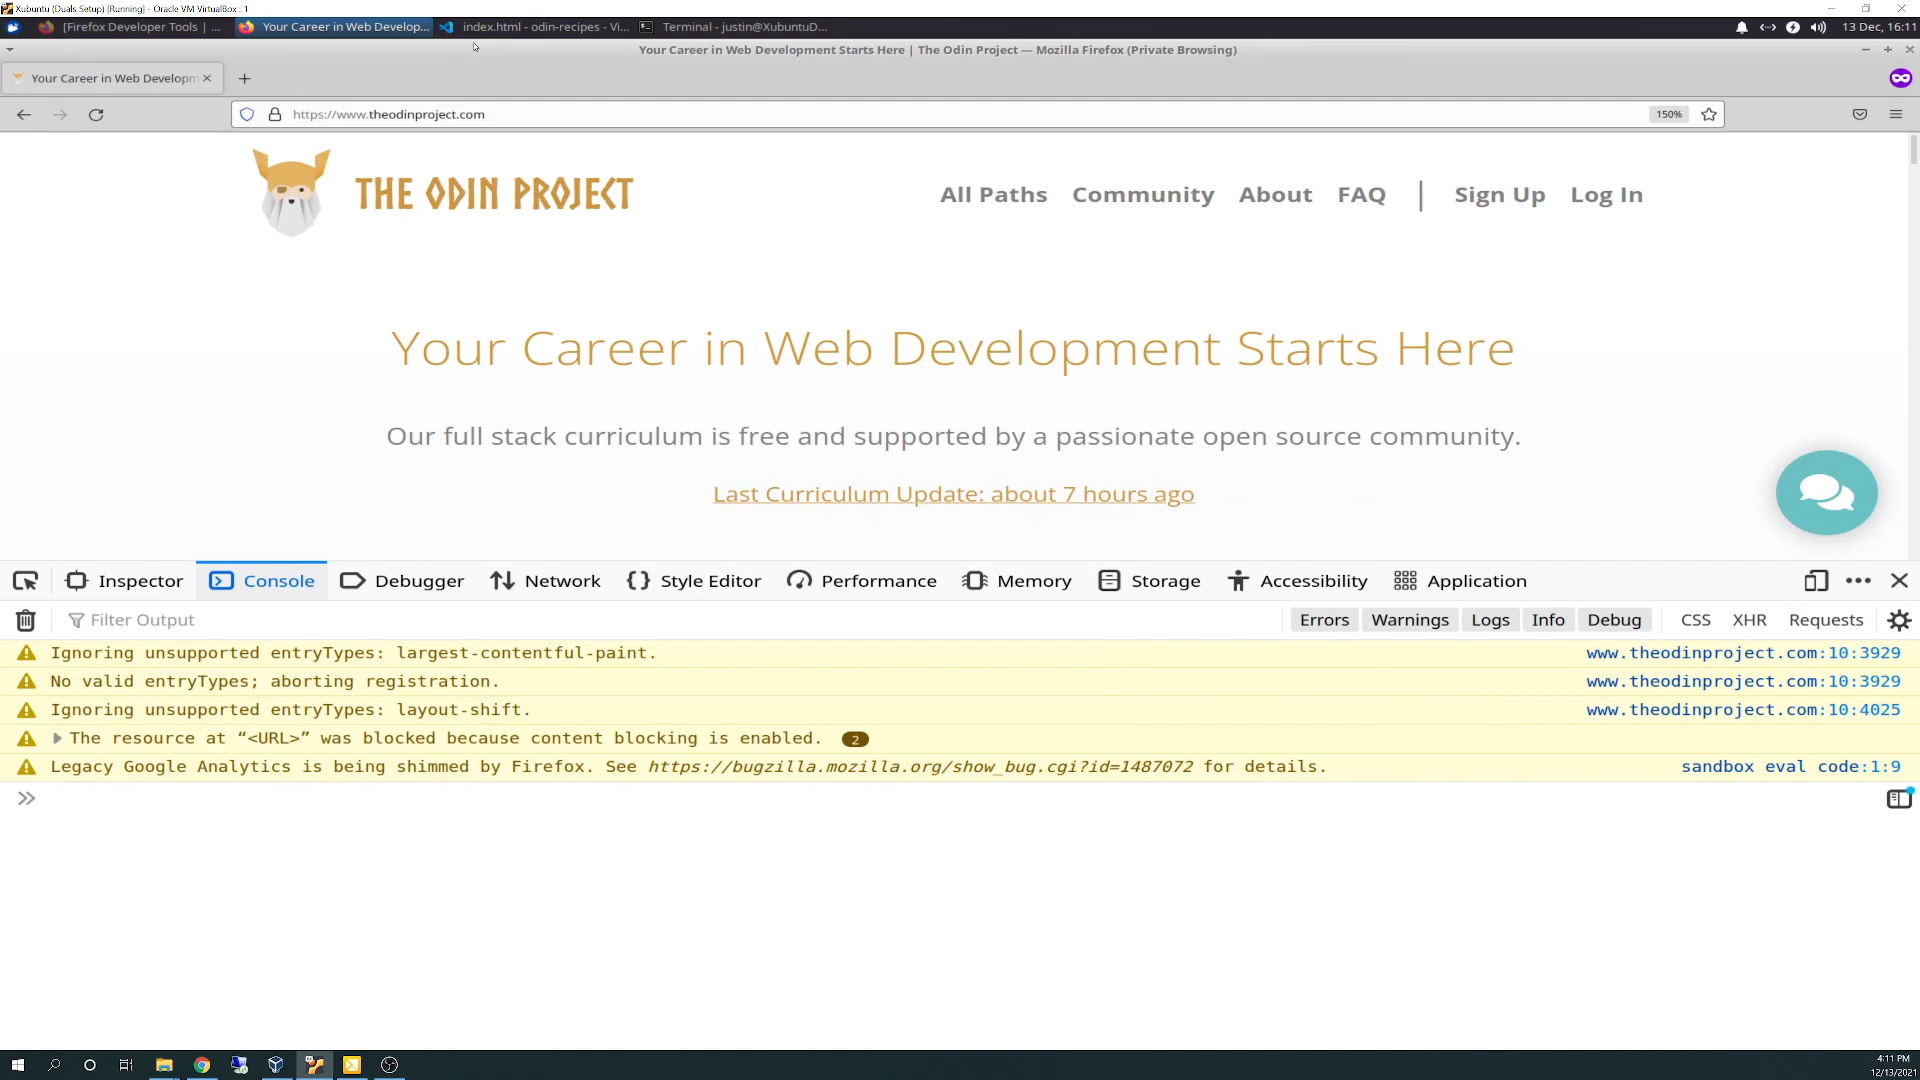 Xubuntu (Duals Setup) [Running] - Oracle VM VirtualBox : 1
[Firefox Developer Tools | ...
Your Career in Web Develop...
index.html - odin-recipes - Vi...
Terminal - justin@XubuntuD...
13 Dec, 16:11
Your Career in Web Development Starts Here | The Odin Project — Mozilla Firefox (Private Browsing)
Your Career in Web Developm
https://www.theodinproject.com
150%
THE ODIN PROJECT
All Paths
Community
About
FAQ
Sign Up
Log In
Your Career in Web Development Starts Here
Our full stack curriculum is free and supported by a passionate open source community.
Last Curriculum Update: about 7 hours ago
Inspector
Console
Debugger
Network
Style Editor
Performance
Memory
Storage
Accessibility
Application
Filter Output
Errors
Warnings
Logs
Info
Debug
CSS
XHR
Requests
Ignoring unsupported entryTypes: largest-contentful-paint.
www.theodinproject.com:10:3929
No valid entryTypes; aborting registration.
www.theodinproject.com:10:3929
Ignoring unsupported entryTypes: layout-shift.
www.theodinproject.com:10:4025
The resource at “<URL>” was blocked because content blocking is enabled.
2
Legacy Google Analytics is being shimmed by Firefox. See https://bugzilla.mozilla.org/show_bug.cgi?id=1487072 for details.
sandbox eval code:1:9
4:11 PM
12/13/2021